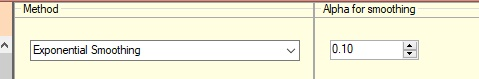 Method
Alpha for smoothing
Exponential Smoothing
0.10